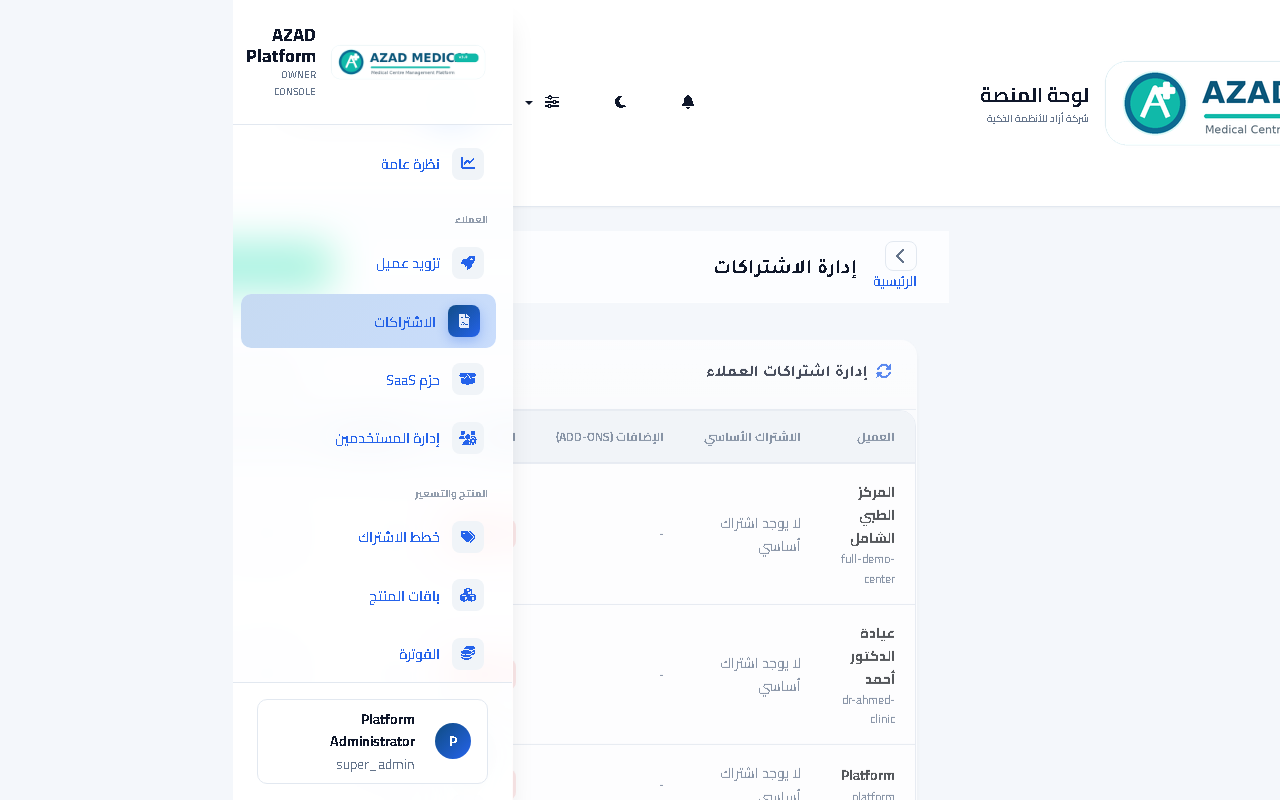 AZAD
Platform
OWNER
CONSOLE
AZAD MEDIC
Medical Centre Management Platform
لوحة المنصة
شركة أزاد للأنظمة الذكية
AZAD
Medical Centr
نظرة عامة
العملاء
تزويد عميل
الاشتراكات
حزم SaaS
إدارة المستخدمين
المنتج والتسعير
خطط الاشتراك
باقات المنتج
الفوترة
Platform
Administrator
super_admin
P
الرئيسية
إدارة الاشتراكات
إدارة اشتراكات العملاء
العميل
الاشتراك الأساسي
الإضافات (ADD-ONS)
المركز
الطبي
الشامل
full-demo-
center
لا يوجد اشتراك
أساسي
-
عيادة
الدكتور
أحمد
dr-ahmed-
clinic
لا يوجد اشتراك
أساسي
-
Platform
platform
لا يوجد اشتراك
أساسي
-